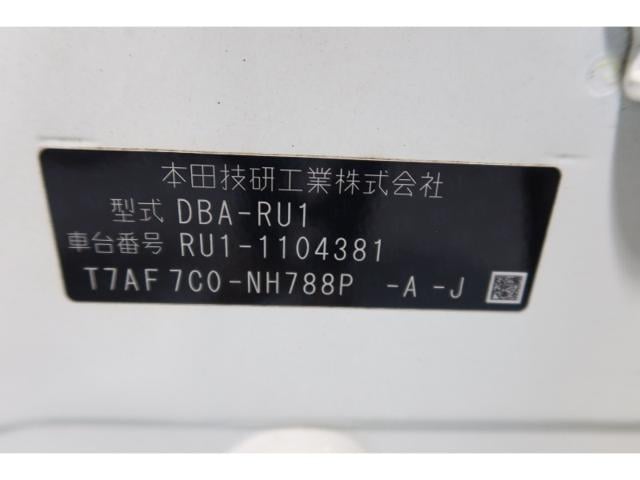 本田技研工業株式会社
型式 DBA-RU1
車台番号 RU1-1104381
T7AF 7C0-NH788P -A -J